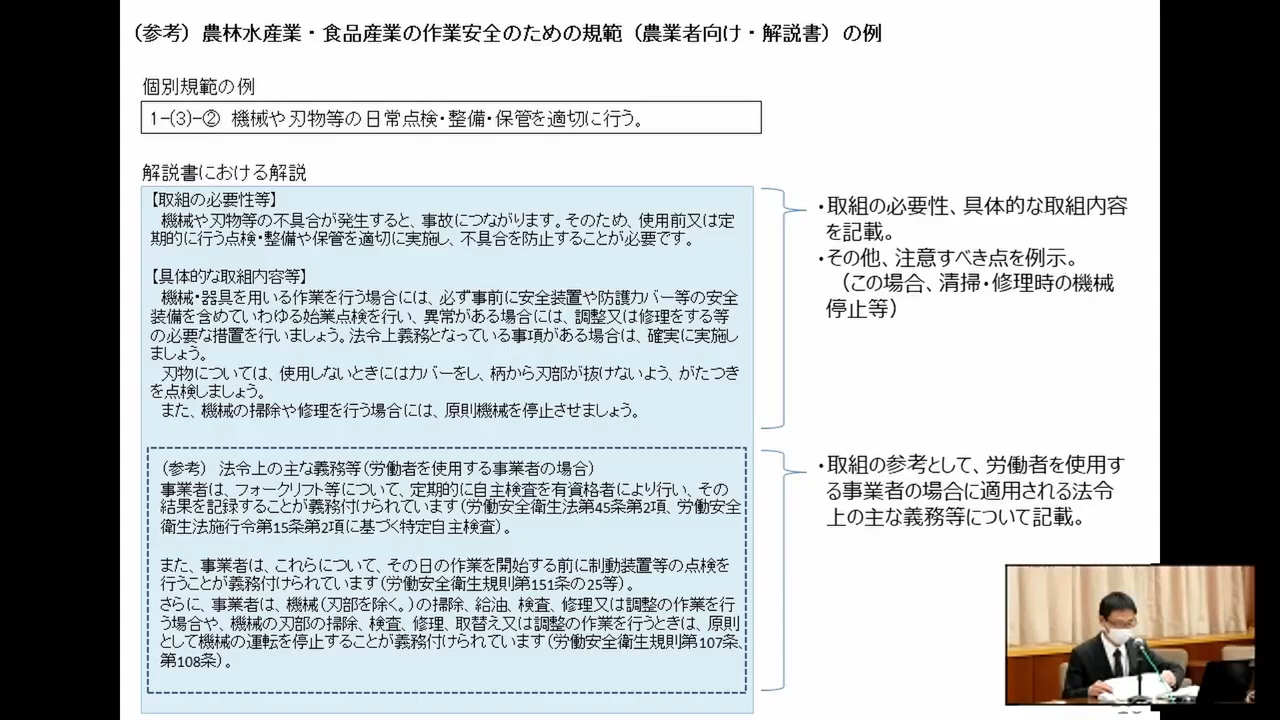 (参考) 農林水産業・食品産業の作業安全のための規範（農業者向け・解説書）の例
個別規範の例
1-(3)-② 機械や刃物等の日常点検・整備・保管を適切に行う。
解説書における解説
【取組の必要性等】
機械や刃物等の不具合が発生すると、事故につながります。そのため、使用前又は定
期的に行う点検・整備や保管を適切に実施し、不具合を防止することが必要です。
【具体的な取組内容等】
機械・器具を用いる作業を行う場合には、必ず事前に安全装置や防護カバー等の安全
装備を含めていわゆる始業点検を行い、異常がある場合には、調整又は修理をする等
の必要な措置を行いましょう。法令上義務となっている事項がある場合は、確実に実施し
ましょう。
刃物については、使用しないときにはカバーをし、柄から刃部が抜けないよう、がたつき
を点検しましょう。
また、機械の掃除や修理を行う場合には、原則機械を停止させましょう。
（参考） 法令上の主な義務等（労働者を使用する事業者の場合）
事業者は、フォークリフト等について、定期的に自主検査を有資格者により行い、その
結果を記録することが義務付けられています（労働安全衛生法第45条第2項、労働安全
衛生法施行令第15条第2項に基づく特定自主検査）。
また、事業者は、これらについて、その日の作業を開始する前に制動装置等の点検を
行うことが義務付けられています（労働安全衛生規則第151条の25等）。
さらに、事業者は、機械（刃部を除く。）の掃除、給油、検査、修理又は調整の作業を行
う場合や、機械の刃部の掃除、検査、修理、取替え又は調整の作業を行うときは、原則
として機械の運転を停止することが義務付けられています（労働安全衛生規則第107条、
第108条）。
・取組の必要性、具体的な取組内容
を記載。
・その他、注意すべき点を例示。
（この場合、清掃・修理時の機械
停止等）
・取組の参考として、労働者を使用す
る事業者の場合に適用される法令
上の主な義務等について記載。